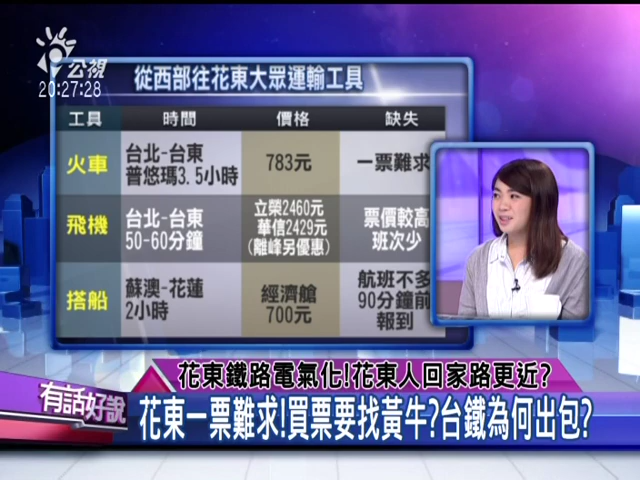 公視
20:27:28
從西部往花東大眾運輸工具
工具 時間 價格 缺失
火車 台北-台東 普悠瑪3.5小時 783元 一票難求
飛機 台北-台東 50-60分鐘 立榮2460元 華信2429元 (離峰另優惠) 票價較高 班次少
搭船 蘇澳-花蓮 2小時 經濟艙 700元 航班不多 90分鐘前 報到
花東鐵路電氣化!花東人回家路更近?
有話好說
花東一票難求!買票要找黃牛?台鐵為何出包?